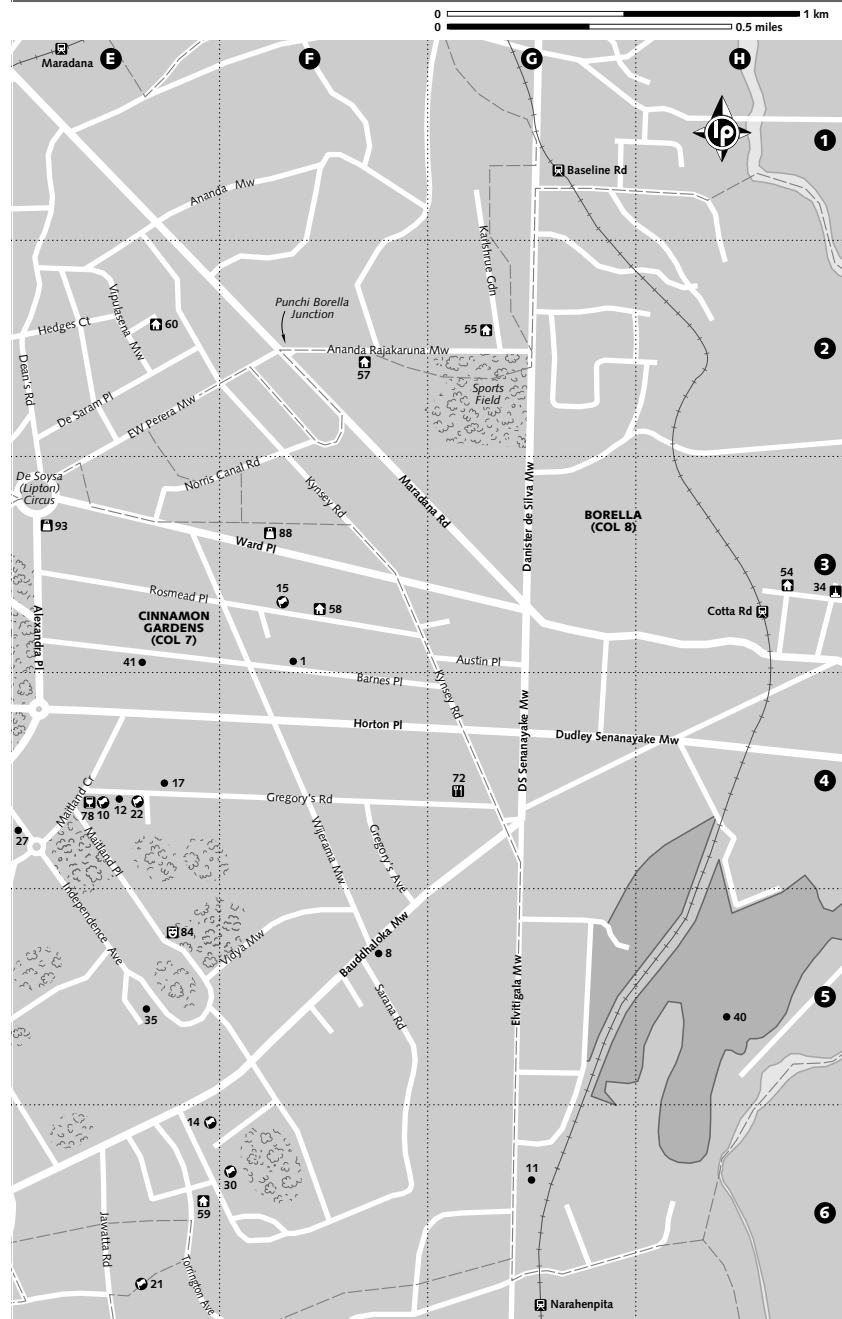 0 1 km
0 0.5 miles
E F G H
Maradana
lp
1
Baseline Rd
Ananda Mw
Karlshrue Gdn
Punchi Borella
Junction
Vipulasena Mw
60
Hedges Ct
55
Ananda Rajakaruna Mw
2
57
Dean's Rd
Sports
Field
De Saram Pl
EW Perera Mw
De Soysa
(Lipton)
Circus
Norris Canal Rd
Kynsey Rd
Maradana Rd
Danister de Silva Mw
BORELLA
(COL 8)
93
88
Ward Pl
3
54
34
Rosmead Pl
15
58
Cotta Rd
Alexandra Pl
CINNAMON
GARDENS
(COL 7)
41
1
Austin Pl
Barnes Pl
Kynsey Rd
Horton Pl
DS Senanayake Mw
Dudley Senanayake Mw
4
17
72
Maitland Cr
Gregory's Rd
78 10 12 22
27
Maitland Pl
Wijerama Mw
Gregory's Ave
Independence Ave
84
Vidya Mw
Bauddhaloka Mw
8
Elvitigala Mw
5
35
Sarana Rd
40
14
30
11
59
6
Jawatta Rd
Torrington Ave
21
Narahenpita